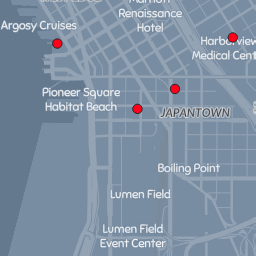 Marriott
Renaissance
Hotel
Argosy Cruises
Harborview
Medical Cent
Pioneer Square
Habitat Beach
JAPANTOWN
Boiling Point
Lumen Field
Lumen Field
Event Center